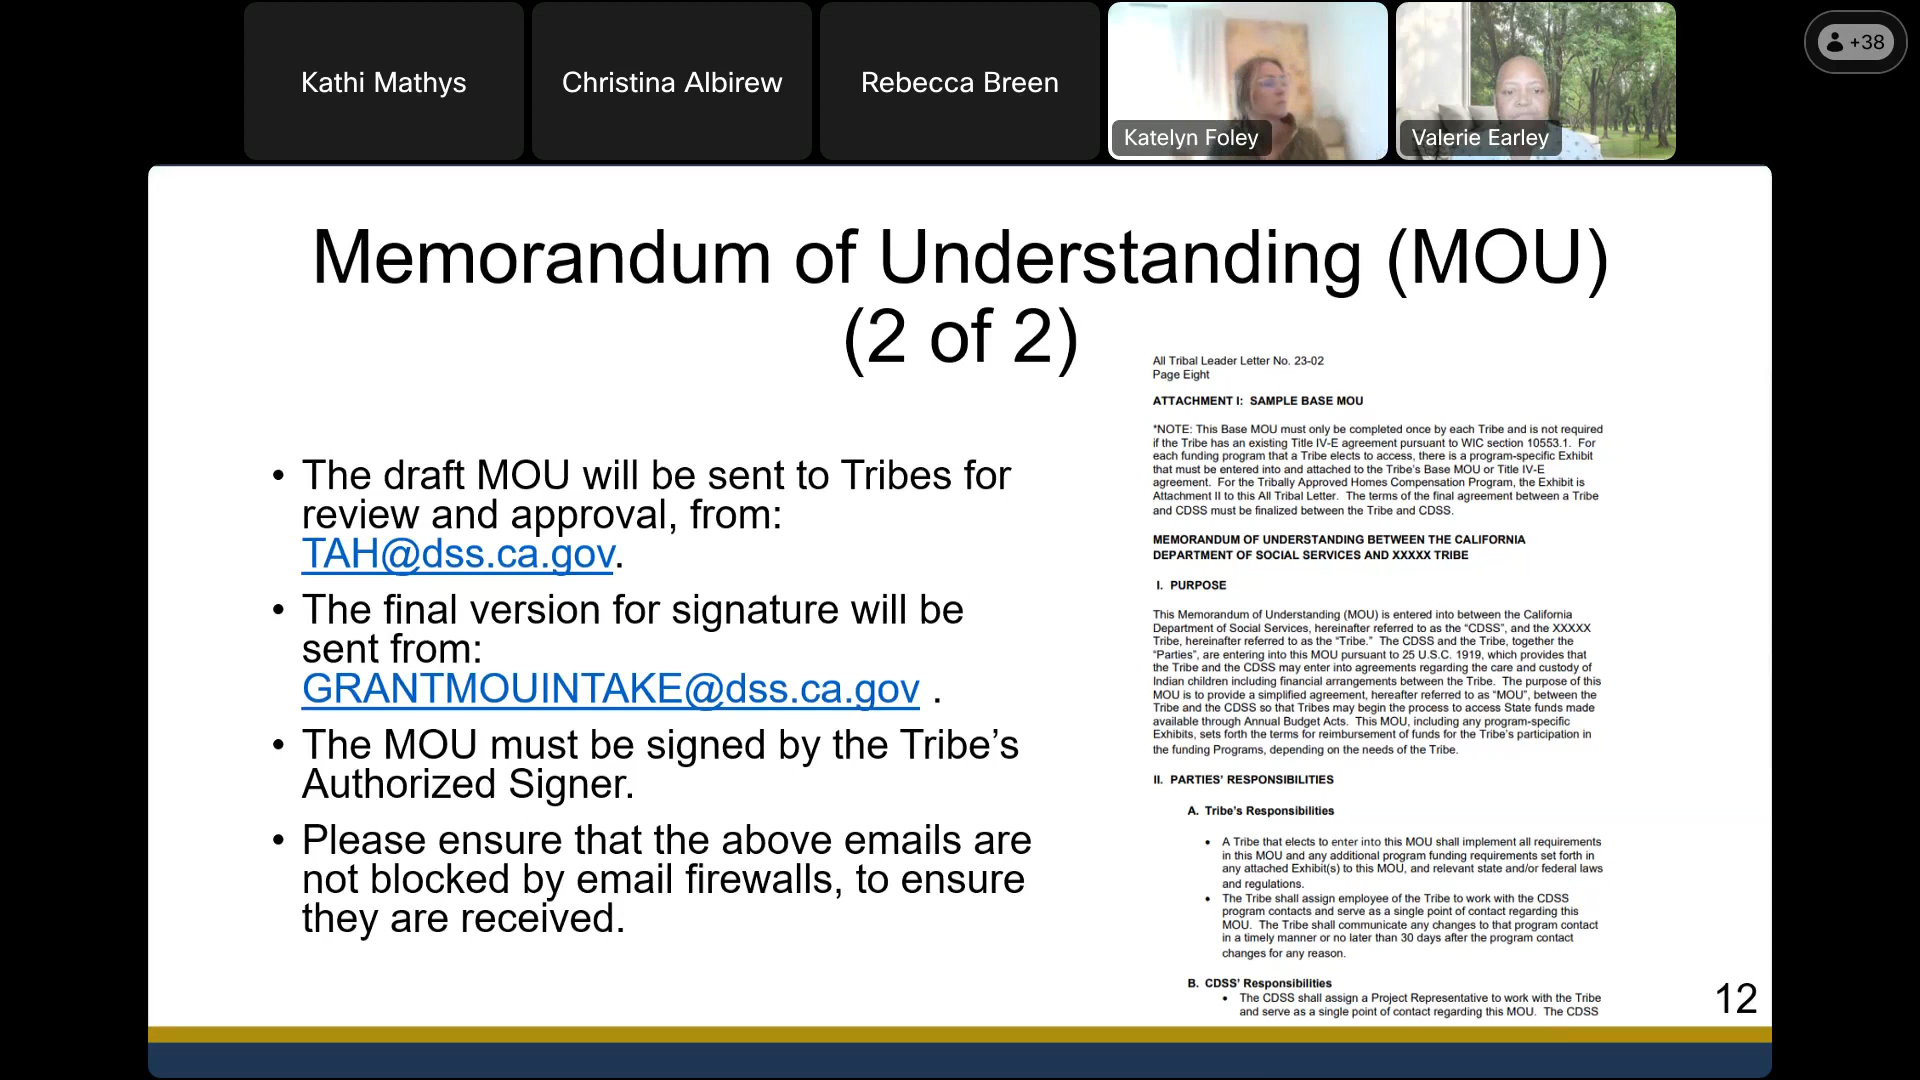 Kathi Mathys
Christina Albirew
Rebecca Breen
Katelyn Foley
Valerie Earley
+38
Memorandum of Understanding (MOU)
(2 of 2)
• The draft MOU will be sent to Tribes for
review and approval, from:
TAH@dss.ca.gov.
• The final version for signature will be
sent from:
GRANTMOUINTAKE@dss.ca.gov .
• The MOU must be signed by the Tribe’s
Authorized Signer.
• Please ensure that the above emails are
not blocked by email firewalls, to ensure
they are received.
All Tribal Leader Letter No. 23-02
Page Eight
ATTACHMENT I: SAMPLE BASE MOU
*NOTE: This Base MOU must only be completed once by each Tribe and is not required
if the Tribe has an existing Title IV-E agreement pursuant to WIC section 10553.1. For
each funding program that a Tribe elects to access, there is a program-specific Exhibit
that must be entered into and attached to the Tribe's Base MOU or Title IV-E
agreement. For the Tribally Approved Homes Compensation Program, the Exhibit is
Attachment II to this All Tribal Letter. The terms of the final agreement between a Tribe
and CDSS must be finalized between the Tribe and CDSS.
MEMORANDUM OF UNDERSTANDING BETWEEN THE CALIFORNIA
DEPARTMENT OF SOCIAL SERVICES AND XXXXX TRIBE
I. PURPOSE
This Memorandum of Understanding (MOU) is entered into between the California
Department of Social Services, hereinafter referred to as the “CDSS”, and the XXXXX
Tribe, hereinafter referred to as the “Tribe.” The CDSS and the Tribe, together the
“Parties”, are entering into this MOU pursuant to 25 U.S.C. 1919, which provides that
the Tribe and the CDSS may enter into agreements regarding the care and custody of
Indian children including financial arrangements between the Tribe. The purpose of this
MOU is to provide a simplified agreement, hereafter referred to as “MOU”, between the
Tribe and the CDSS so that Tribes may begin the process to access State funds made
available through Annual Budget Acts. This MOU, including any program-specific
Exhibits, sets forth the terms for reimbursement of funds for the Tribe's participation in
the funding Programs, depending on the needs of the Tribe.
II. PARTIES’ RESPONSIBILITIES
A. Tribe’s Responsibilities
• A Tribe that elects to enter into this MOU shall implement all requirements
in this MOU and any additional program funding requirements set forth in
any attached Exhibit(s) to this MOU, and relevant state and/or federal laws
and regulations.
• The Tribe shall assign employee of the Tribe to work with the CDSS
program contacts and serve as a single point of contact regarding this
MOU. The Tribe shall communicate any changes to that program contact
in a timely manner or no later than 30 days after the program contact
changes for any reason.
B. CDSS’ Responsibilities
• The CDSS shall assign a Project Representative to work with the Tribe
and serve as a single point of contact regarding this MOU. The CDSS
12